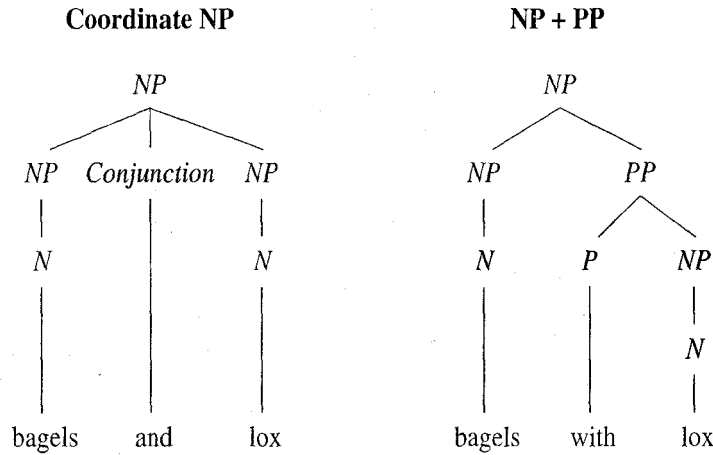 Coordinate NP NP + PP
NP NP
NP Conjunction NP NP PP
N N N P NP
N
bagels and lox bagels with lox